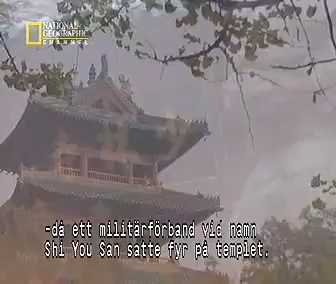 NATIONAL
GEOGRAPHIC
CHANNEL
-då ett militärförband vid namn
Shi You San satte fyr på templet.